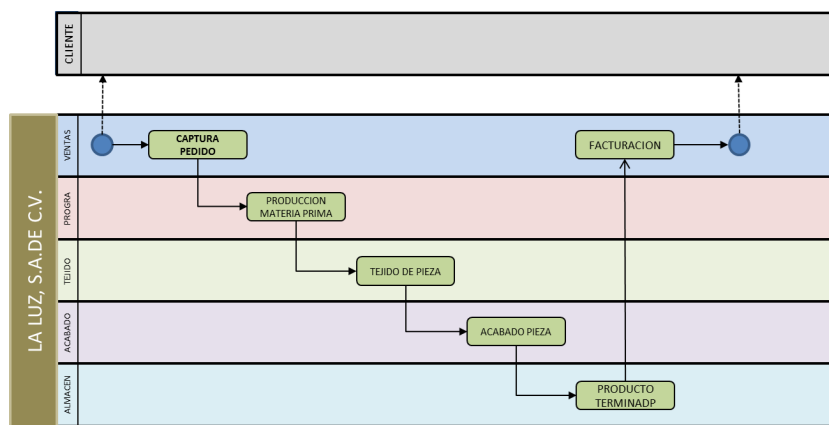 CLIENTE
LA LUZ, S.A.DE C.V.
VENTAS
CAPTURA
PEDIDO
FACTURACION
PROGRA
PRODUCCION
MATERIA PRIMA
TEJIDO
TEJIDO DE PIEZA
ACABADO
ACABADO PIEZA
ALMACEN
PRODUCTO
TERMINADP